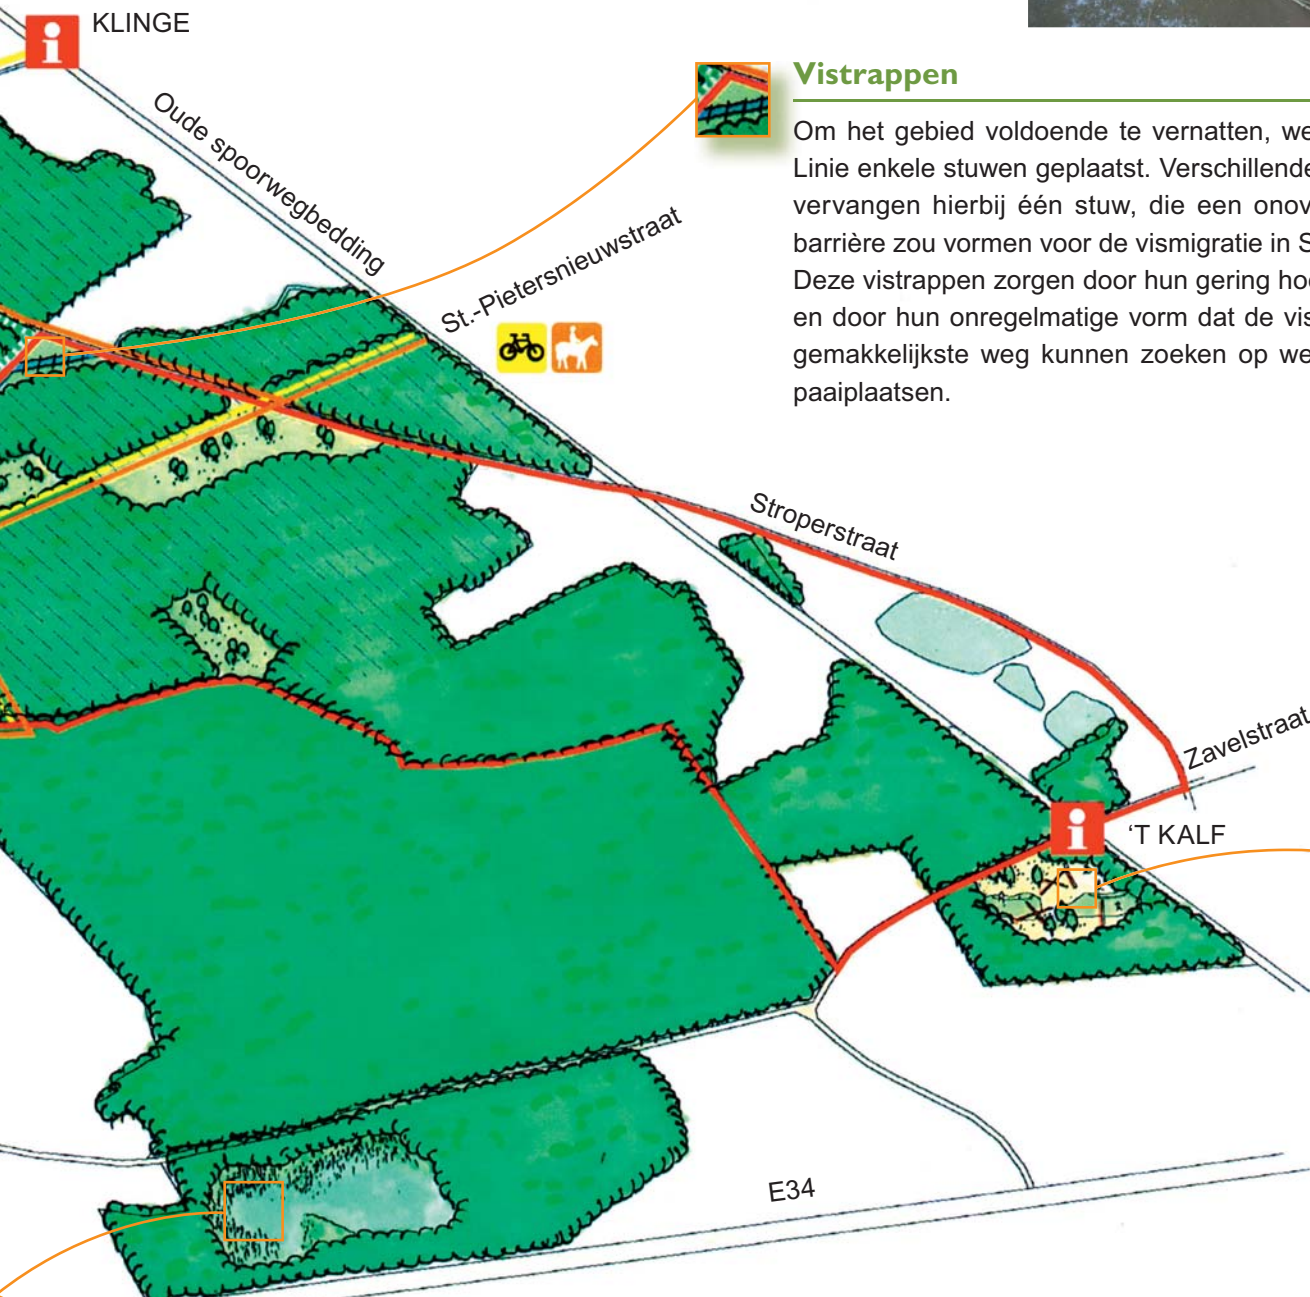 KLINGE
Oude spoorwegbedding
St.-Pietersnieuwstraat
Vistrappen
Om het gebied voldoende te vernatten, we
Linie enkele stuwen geplaatst. Verschillende
vervangen hierbij één stuw, die een onov
barrière zou vormen voor de vismigratie in S
Deze vistrappen zorgen door hun gering hoo
en door hun onregelmatige vorm dat de vis
gemakkelijkste weg kunnen zoeken op we
paaiplaatsen.
Stroperstraat
Zavelstraat
‘T KALF
E34